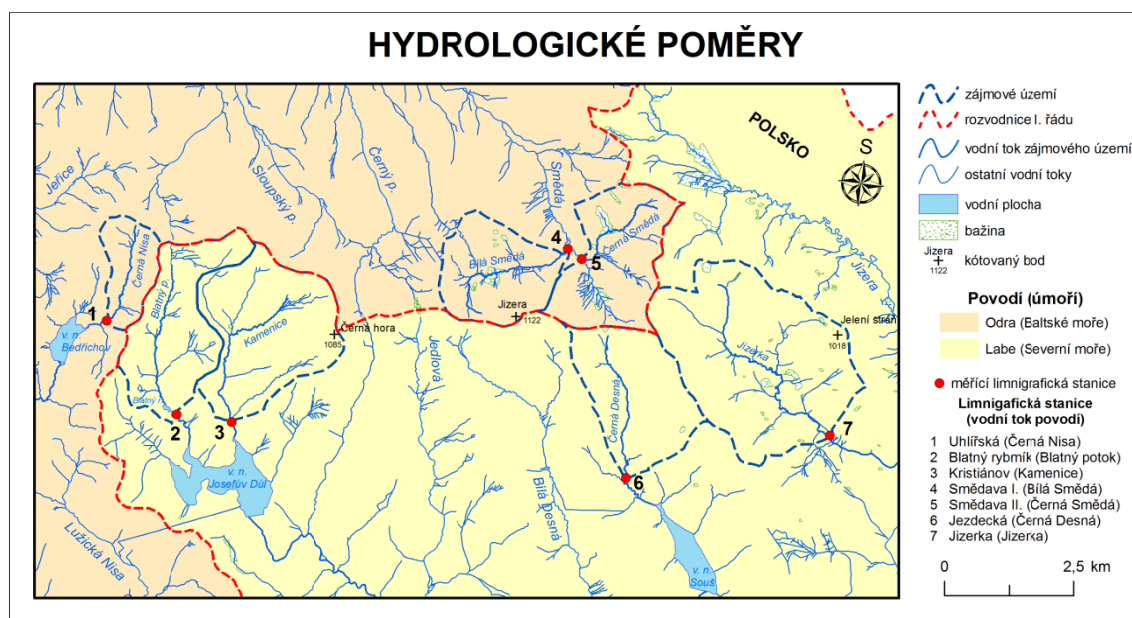 HYDROLOGICKÉ POMĚRY
POLSKO
S
Jeřice
Sloupský p.
Černý p.
Smědá
Černá Nisa
Blatný p.
Bílá Smědá
Černá Smědá
4
5
Jizera
1
v. n.
Bedřichov
Kamenice
Černá hora
1085
Jizera
1122
Jelení stráň
1018
Jizerka
Jedlová
Černá Desná
Blatný r.
2
3
7
v. n.
Josefův Důl
6
Bílá Desná
Lužická Nisa
v. n.
Souš
zájmové území
rozvodnice I. řádu
vodní tok zájmového území
ostatní vodní toky
vodní plocha
bažina
Jizera
1122
kótovaný bod
Povodí (úmoří)
Odra (Ealtské moře)
Labe (Severní moře)
měřící limnigrafická stanice
Limnigafická stanice
(vodní tok povodí)
1 Uhlířská (Černá Nisa)
2 Blatný rybmík (Blatný potok)
3 Kristiánov (Kamenice)
4 Smědava I. (Bílá Smědá)
5 Smědava II. (Černá Smědá)
6 Jezdecká (Černá Desná)
7 Jizerka (Jizerka)
0 2,5 km